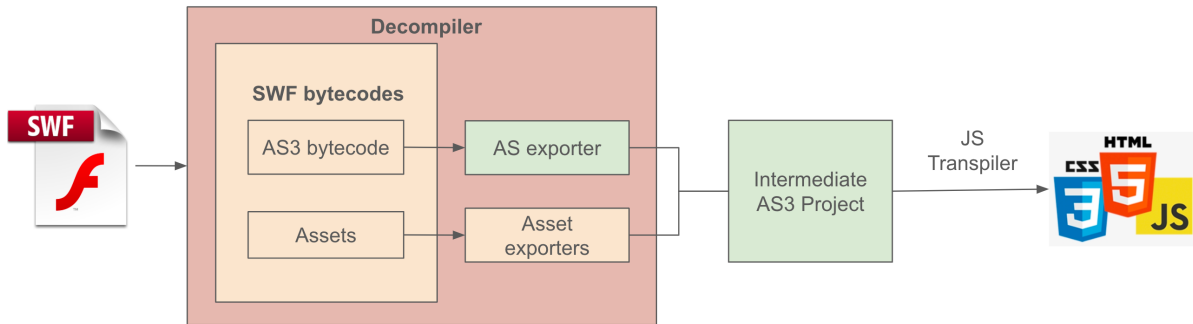 Decompiler
SWF bytecodes
SWF
AS3 bytecode
AS exporter
Assets
Asset
exporters
Intermediate
AS3 Project
JS
Transpiler
HTML
CSS
5
3
JS